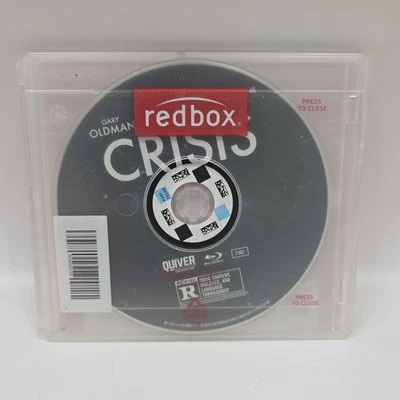 PRESS
TO CLOSE
GARY
OLDMAN
redbox
CRISIS
QUIVER
R
DRUG CONTENT,
VIOLENCE, AND
LANGUAGE
THROUGHOUT
PRESS
TO CLOSE